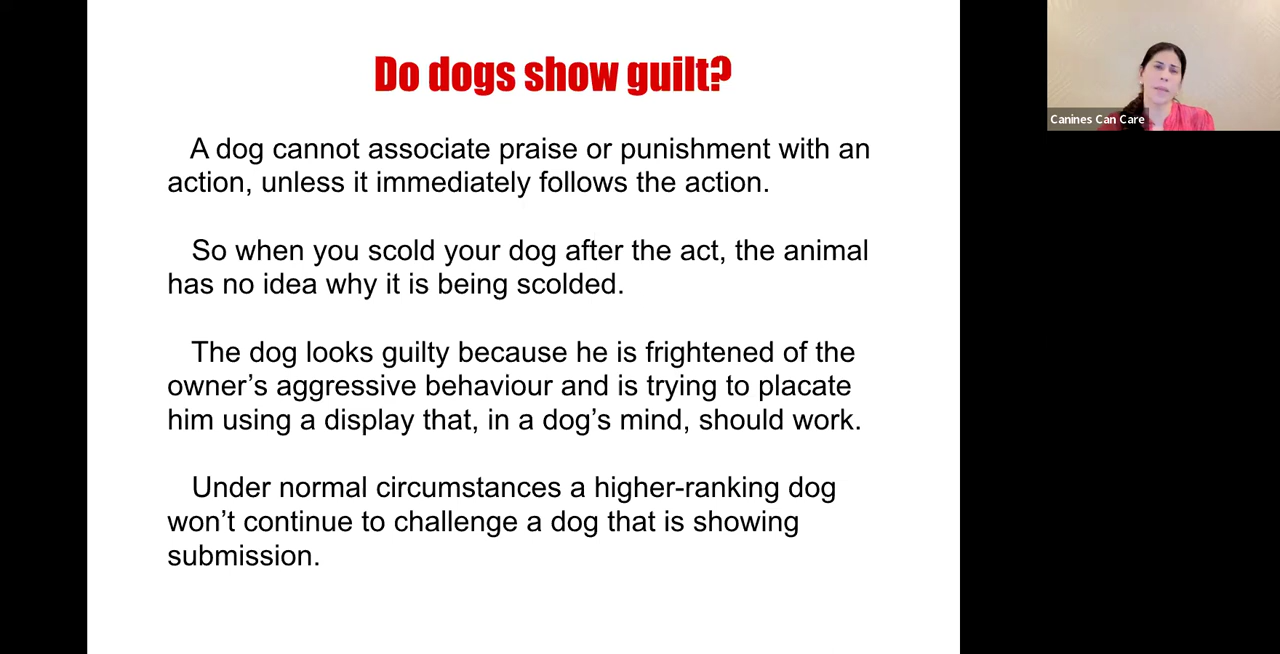 Do dogs show guilt?
A dog cannot associate praise or punishment with an
action, unless it immediately follows the action.
So when you scold your dog after the act, the animal
has no idea why it is being scolded.
The dog looks guilty because he is frightened of the
owner’s aggressive behaviour and is trying to placate
him using a display that, in a dog’s mind, should work.
Under normal circumstances a higher-ranking dog
won’t continue to challenge a dog that is showing
submission.
Canines Can Care